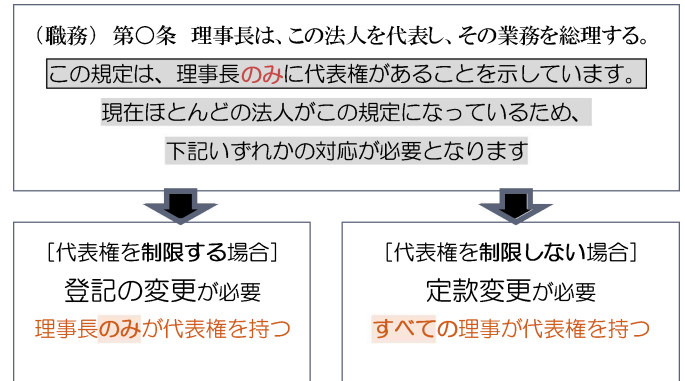 （職務） 第〇条 理事長は、この法人を代表し、その業務を総理する。
この規定は、理事長のみに代表権があることを示しています。
現在ほとんどの法人がこの規定になっているため、
下記いずれかの対応が必要となります
［代表権を制限する場合］
登記の変更が必要
理事長のみが代表権を持つ
［代表権を制限しない場合］
定款変更が必要
すべての理事が代表権を持つ